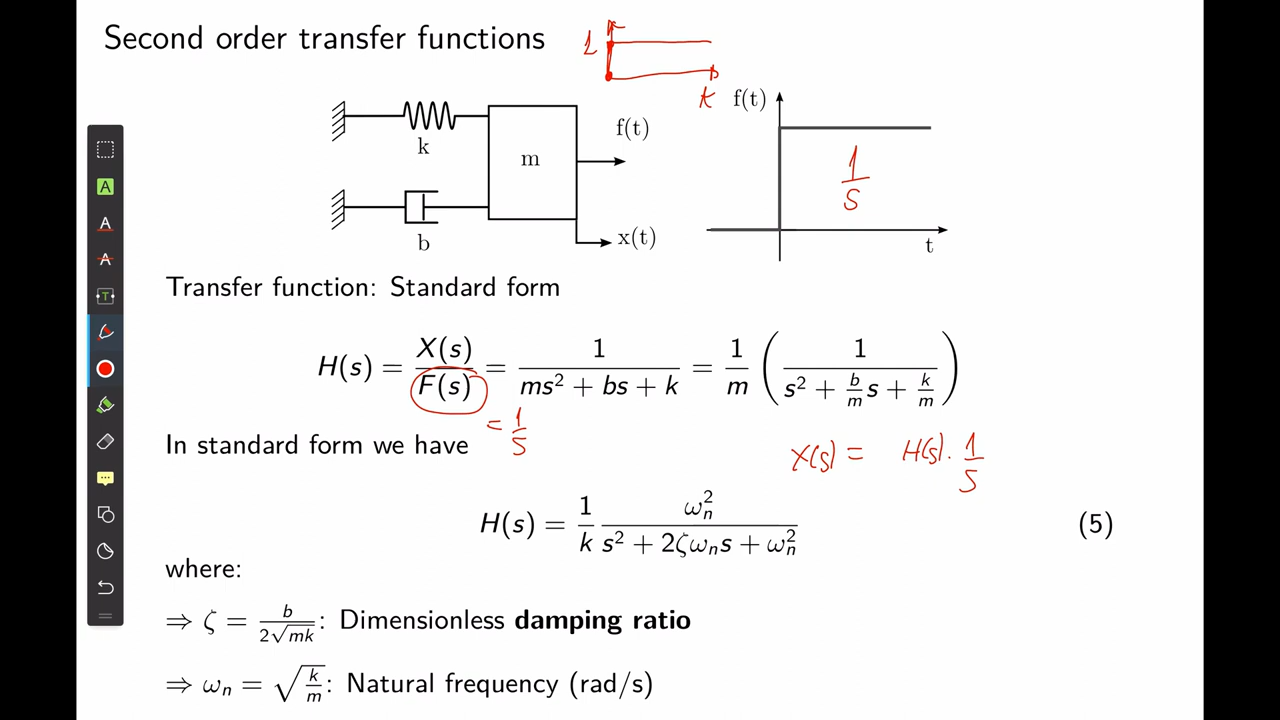 Second order transfer functions
1
t
f(t)
k
m
f(t)
1/s
b
x(t)
t
Transfer function: Standard form
H(s) = X(s)/F(s) = 1/(ms² + bs + k) = 1/m (1/(s² + b/m s + k/m))
= 1/s
In standard form we have
X(s) = H(s) · 1/s
H(s) = 1/k ωₙ²/(s² + 2ζωₙs + ωₙ²) (5)
where:
⇒ ζ = b/(2√mk): Dimensionless damping ratio
⇒ ωₙ = √(k/m): Natural frequency (rad/s)
A
A
A
T